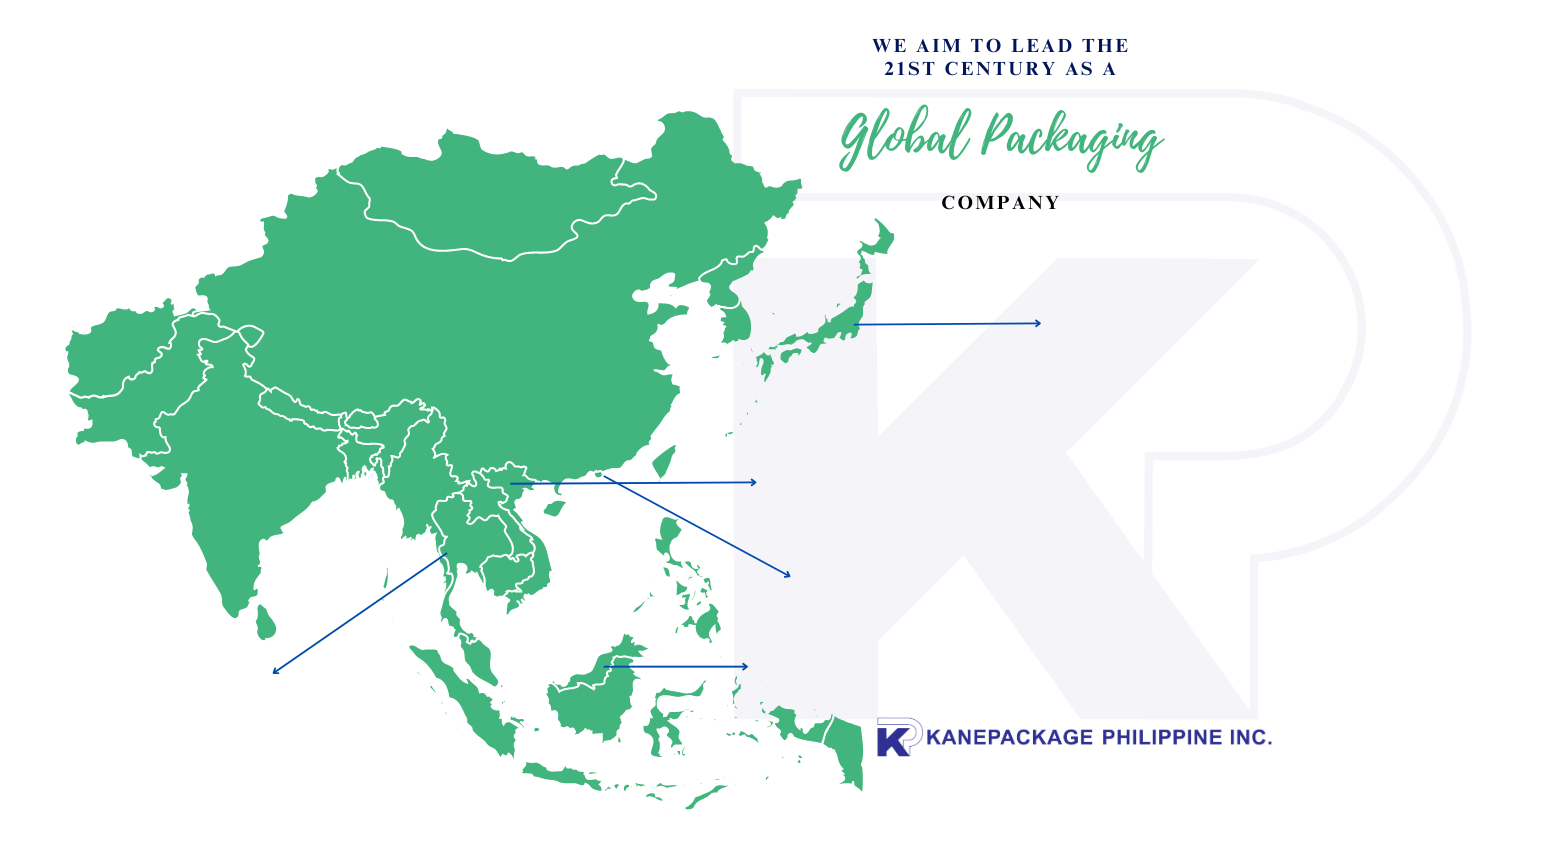 WE AIM TO LEAD THE
21ST CENTURY AS A
Global Packaging
COMPANY
KANEPACKAGE PHILIPPINE INC.